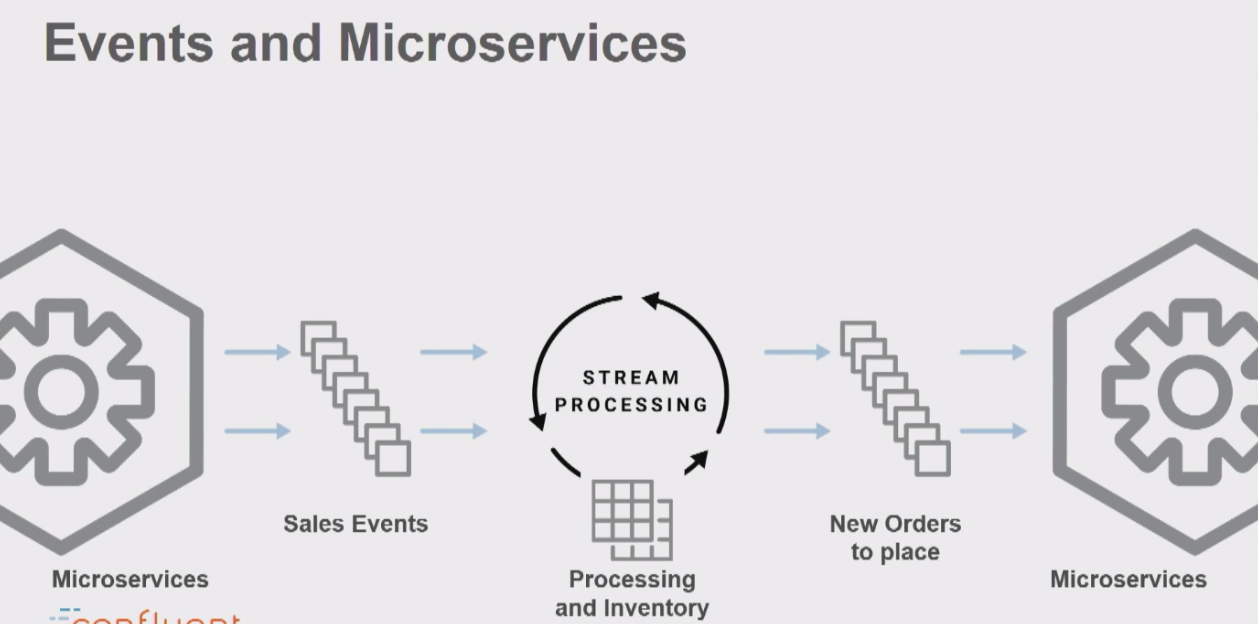 Events and Microservices
STREAM
PROCESSING
Sales Events
New Orders
to place
Microservices
Processing
and Inventory
Microservices
confluent